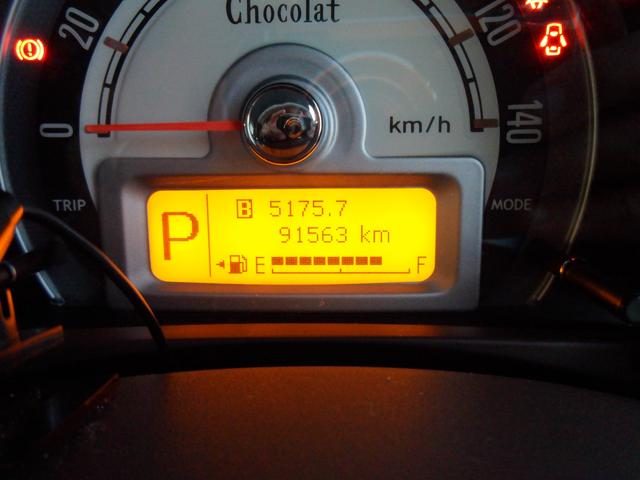 Chocolat
20
120
0
km/h
140
TRIP
MODE
P
B 5175.7
91563 km
E F